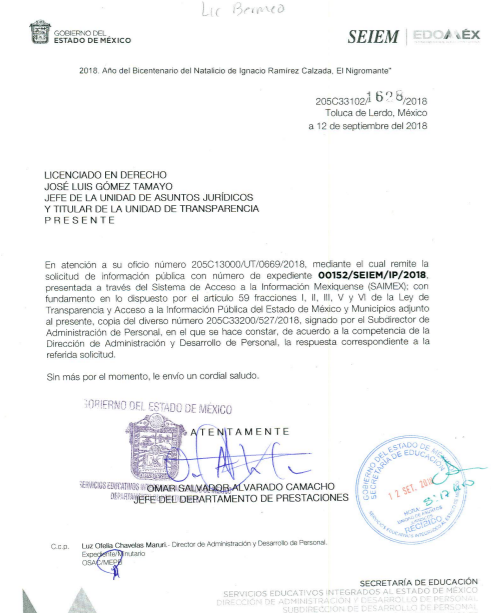 Lic Bermeo
GOBIERNO DEL
ESTADO DE MÉXICO
SEIEM
EDOMÉX
2018. Año del Bicentenario del Natalicio de Ignacio Ramírez Calzada, El Nigromante"
205C33102/1628/2018
Toluca de Lerdo, México
a 12 de septiembre del 2018
LICENCIADO EN DERECHO
JOSÉ LUIS GÓMEZ TAMAYO
JEFE DE LA UNIDAD DE ASUNTOS JURÍDICOS
Y TITULAR DE LA UNIDAD DE TRANSPARENCIA
P R E S E N T E
En atención a su oficio número 205C13000/UT/0669/2018, mediante el cual remite la
solicitud de información pública con número de expediente 00152/SEIEM/IP/2018,
presentada a través del Sistema de Acceso a la Información Mexiquense (SAIMEX); con
fundamento en lo dispuesto por el artículo 59 fracciones I, II, III, V y VI de la Ley de
Transparencia y Acceso a la Información Pública del Estado de México y Municipios adjunto
al presente, copia del diverso número 205C33200/527/2018, signado por el Subdirector de
Administración de Personal, en el que se hace constar, de acuerdo a la competencia de la
Dirección de Administración y Desarrollo de Personal, la respuesta correspondiente a la
referida solicitud.
Sin más por el momento, le envío un cordial saludo.
GOBIERNO DEL ESTADO DE MÉXICO
A T E N T A M E N T E
SERVICIOS EDUCATIVOS
OMAR SALVADOR ALVARADO CAMACHO
JEFE DEL DEPARTAMENTO DE PRESTACIONES
GOBIERNO DEL ESTADO DE MÉXICO
SECRETARÍA DE EDUCACIÓN
12 SET. 2018
HORA
RECIBIDO
C.c.p. Luz Ofelia Chavelas Maruri.- Director de Administración y Desarrollo de Personal.
Expediente/Minutario
OSAC/MEPB
SECRETARÍA DE EDUCACIÓN
SERVICIOS EDUCATIVOS INTEGRADOS AL ESTADO DE MÉXICO
DIRECCIÓN DE ADMINISTRACIÓN Y DESARROLLO DE PERSONAL
SUBDIRECCIÓN DE DESARROLLO DE PERSONAL